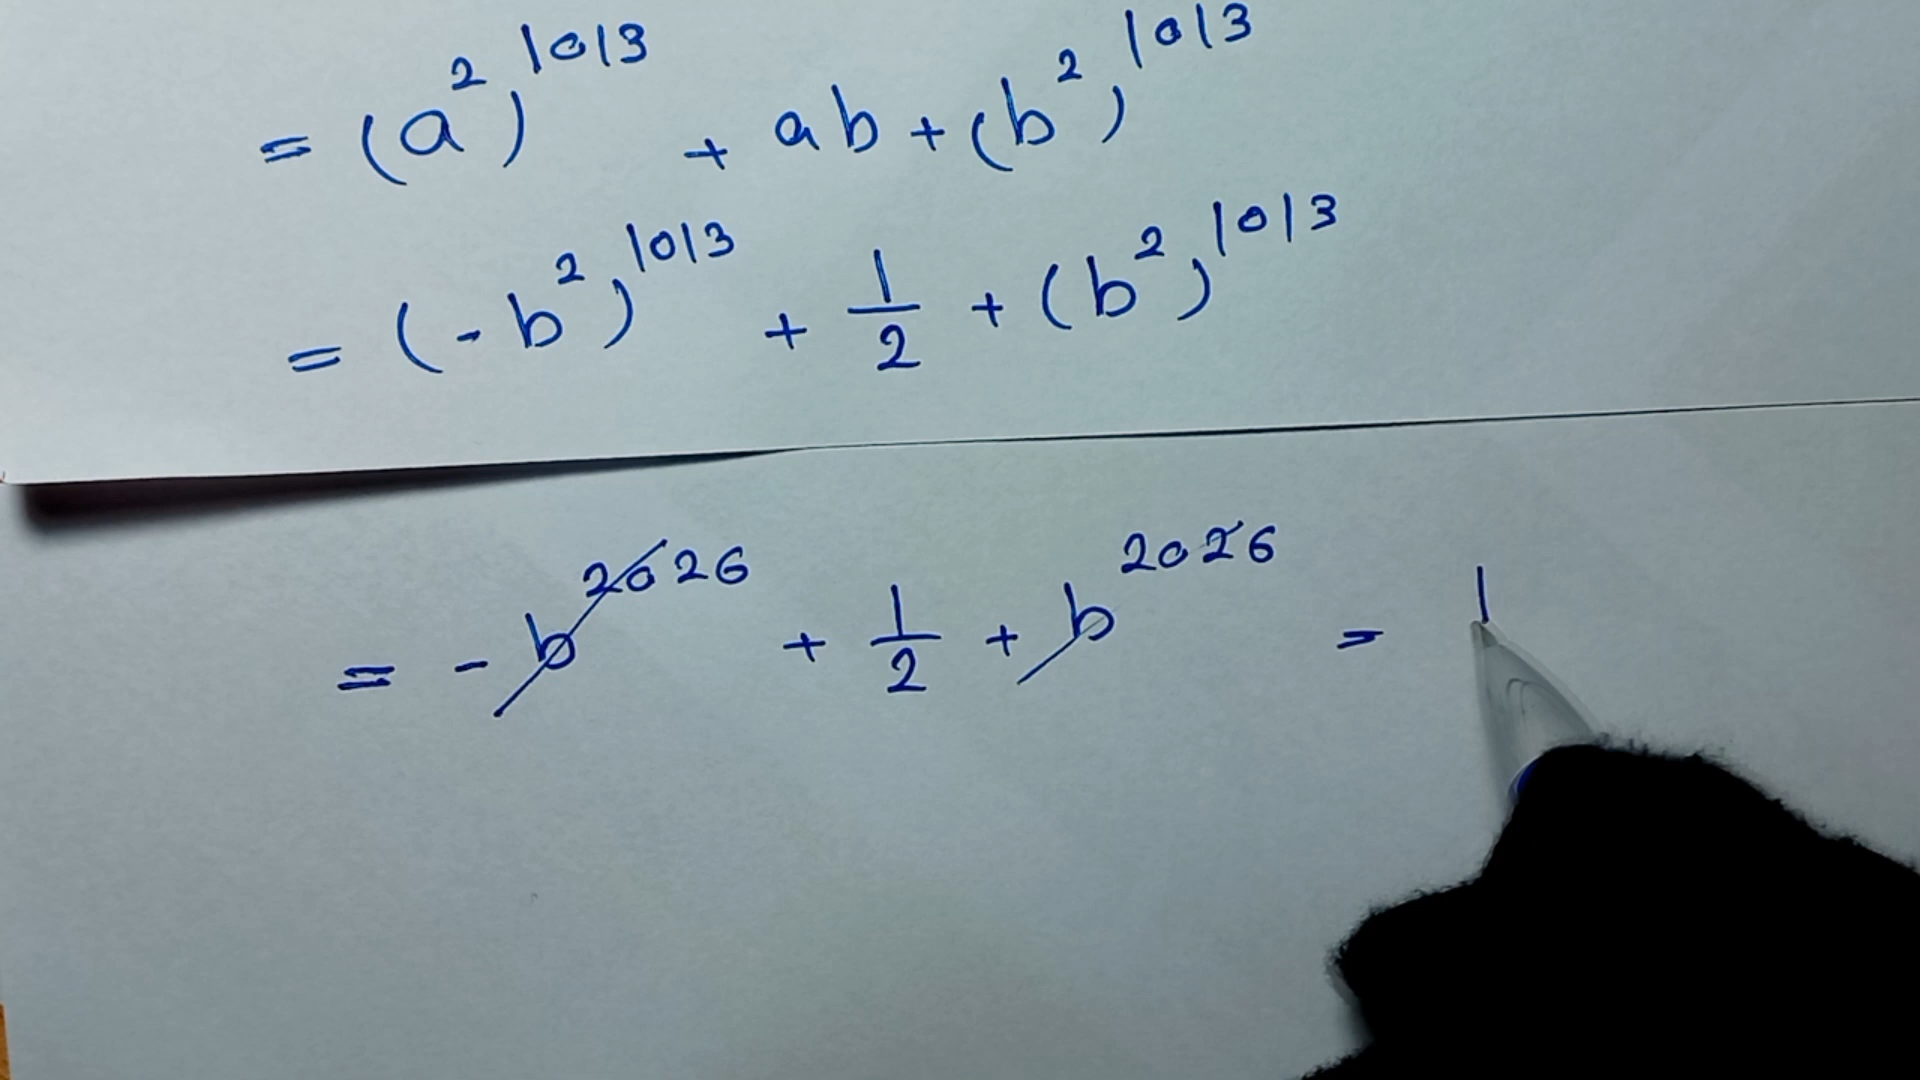 = (a²)¹⁰¹³ + ab + (b²)¹⁰¹³
= (-b²)¹⁰¹³ + 1/2 + (b²)¹⁰¹³
= -b²⁰²⁶ + 1/2 + b²⁰²⁶ = 1